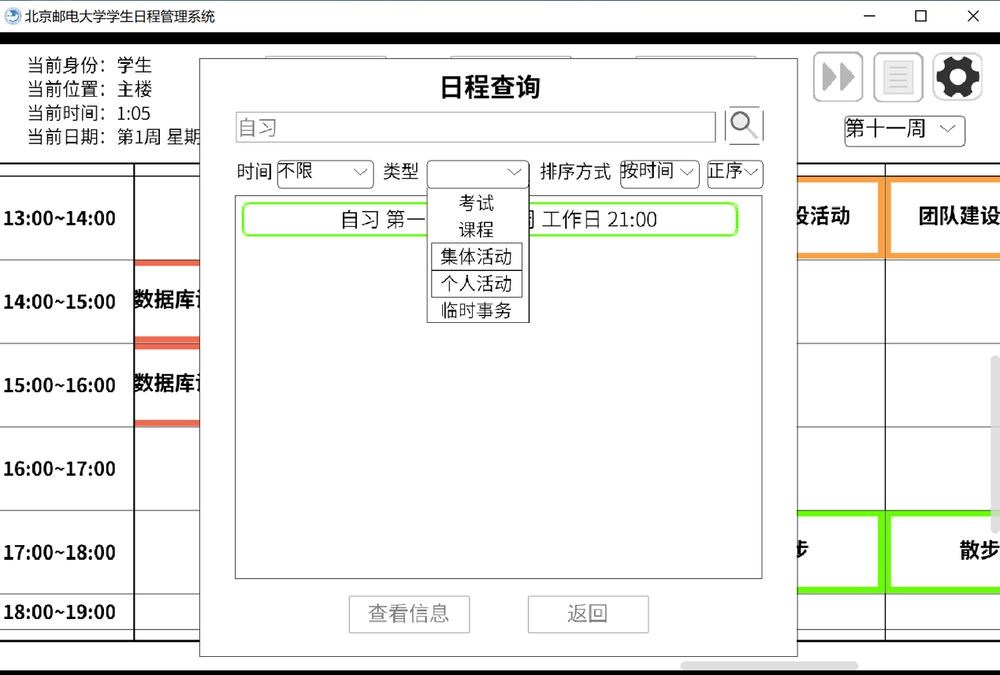 北京邮电大学学生日程管理系统
当前身份：学生
当前位置：主楼
当前时间：1:05
当前日期：第1周 星期
第十一周
日程查询
自习
时间 不限 类型 排序方式 按时间 正序
考试
课程
集体活动
个人活动
临时事务
自习 第一 工作日 21:00
查看信息 返回
13:00~14:00 设活动 团队建设
14:00~15:00 数据库
15:00~16:00 数据库
16:00~17:00
17:00~18:00 步 散步
18:00~19:00